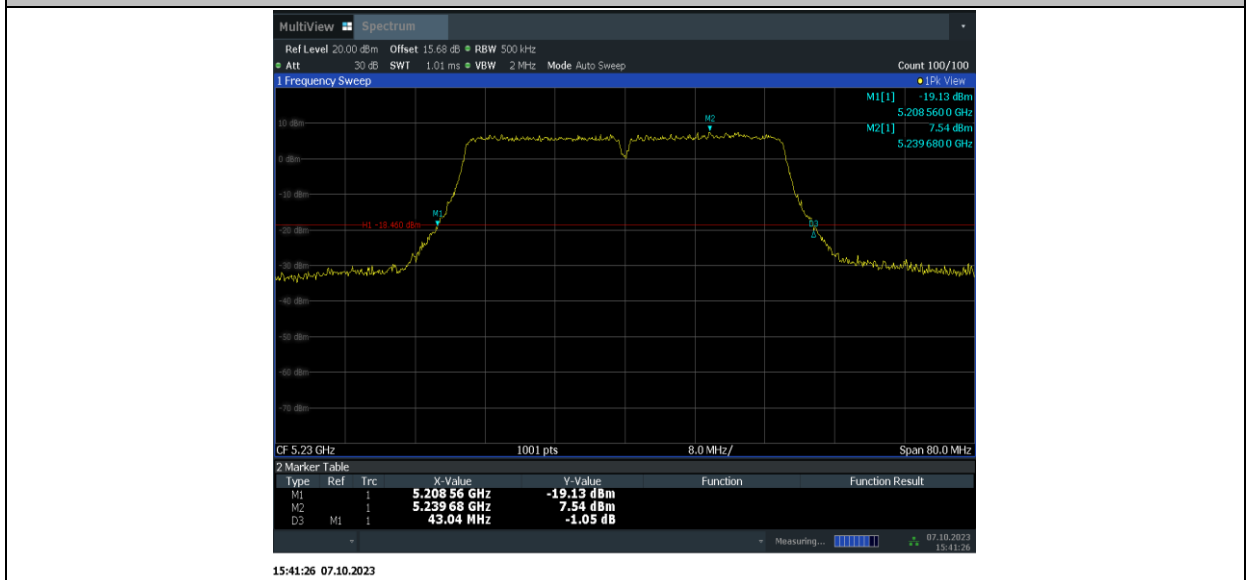 MultiView Spectrum
Ref Level 20.00 dBm Offset 15.68 dB RBW 500 kHz
Att 30 dB SWT 1.01 ms VBW 2 MHz Mode Auto Sweep Count 100/100
1 Frequency Sweep 1Pk View
M1[1] -19.13 dBm
5.208 560 0 GHz
M2[1] 7.54 dBm
5.239 680 0 GHz
M2
10 dBm
0 dBm
-10 dBm
M1
H1 -18.460 dBm
D3
-20 dBm
-30 dBm
-40 dBm
-50 dBm
-60 dBm
-70 dBm
CF 5.23 GHz 1001 pts 8.0 MHz/ Span 80.0 MHz
2 Marker Table
Type Ref Trc X-Value Y-Value Function Function Result
M1 1 5.208 56 GHz -19.13 dBm
M2 1 5.239 68 GHz 7.54 dBm
D3 M1 1 43.04 MHz -1.05 dB
Measuring... 07.10.2023
15:41:26
15:41:26 07.10.2023